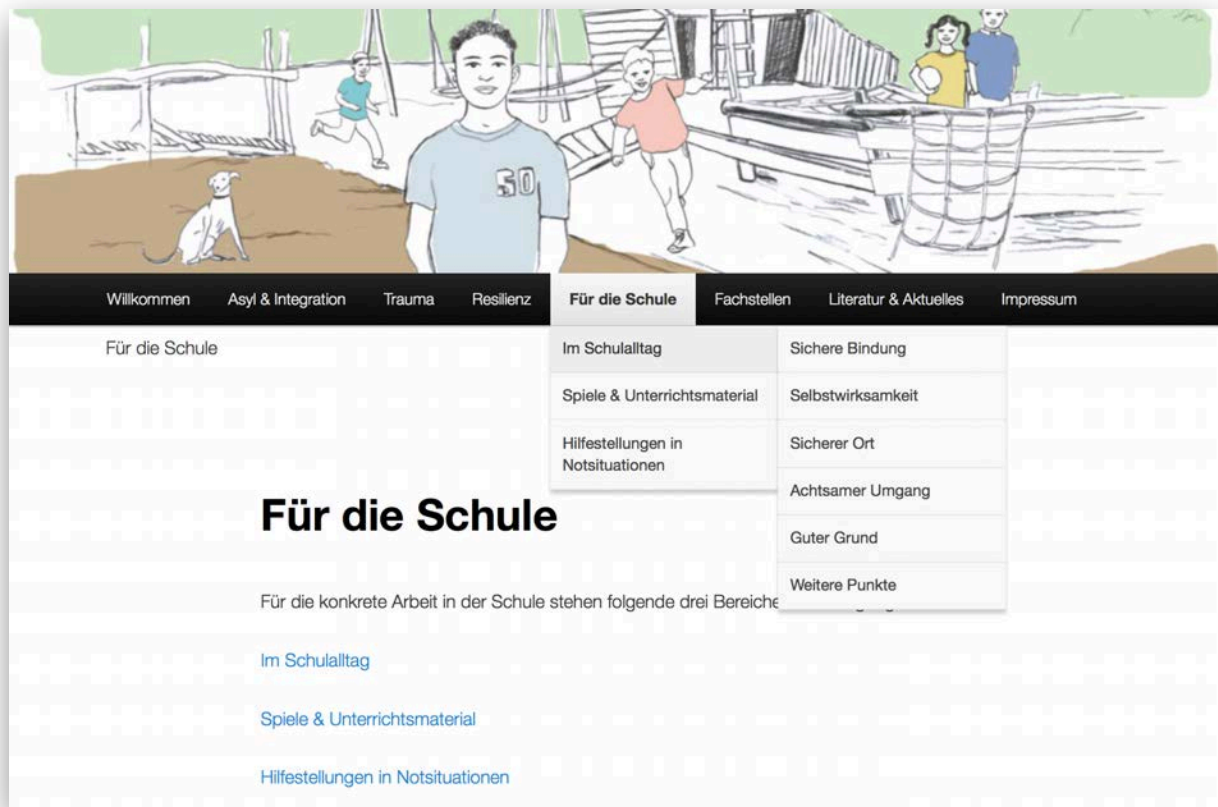 50
Willkommen Asyl & Integration Trauma Resilienz Für die Schule Fachstellen Literatur & Aktuelles Impressum
Für die Schule
Im Schulalltag
Spiele & Unterrichtsmaterial
Hilfestellungen in
Notsituationen
Sichere Bindung
Selbstwirksamkeit
Sicherer Ort
Achtsamer Umgang
Guter Grund
Weitere Punkte
Für die Schule
Für die konkrete Arbeit in der Schule stehen folgende drei Bereiche
Im Schulalltag
Spiele & Unterrichtsmaterial
Hilfestellungen in Notsituationen